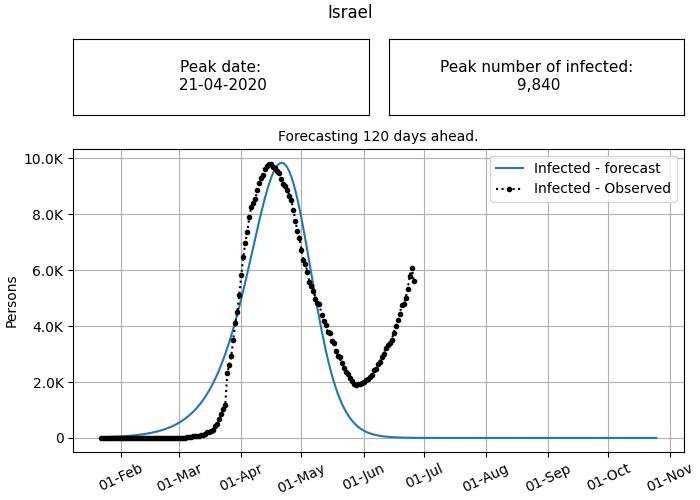 Israel
Peak date:
21-04-2020
Peak number of infected:
9,840
Forecasting 120 days ahead.
Infected - forecast
Infected - Observed
Persons
10.0K
8.0K
6.0K
4.0K
2.0K
0
01-Feb
01-Mar
01-Apr
01-May
01-Jun
01-Jul
01-Aug
01-Sep
01-Oct
01-Nov